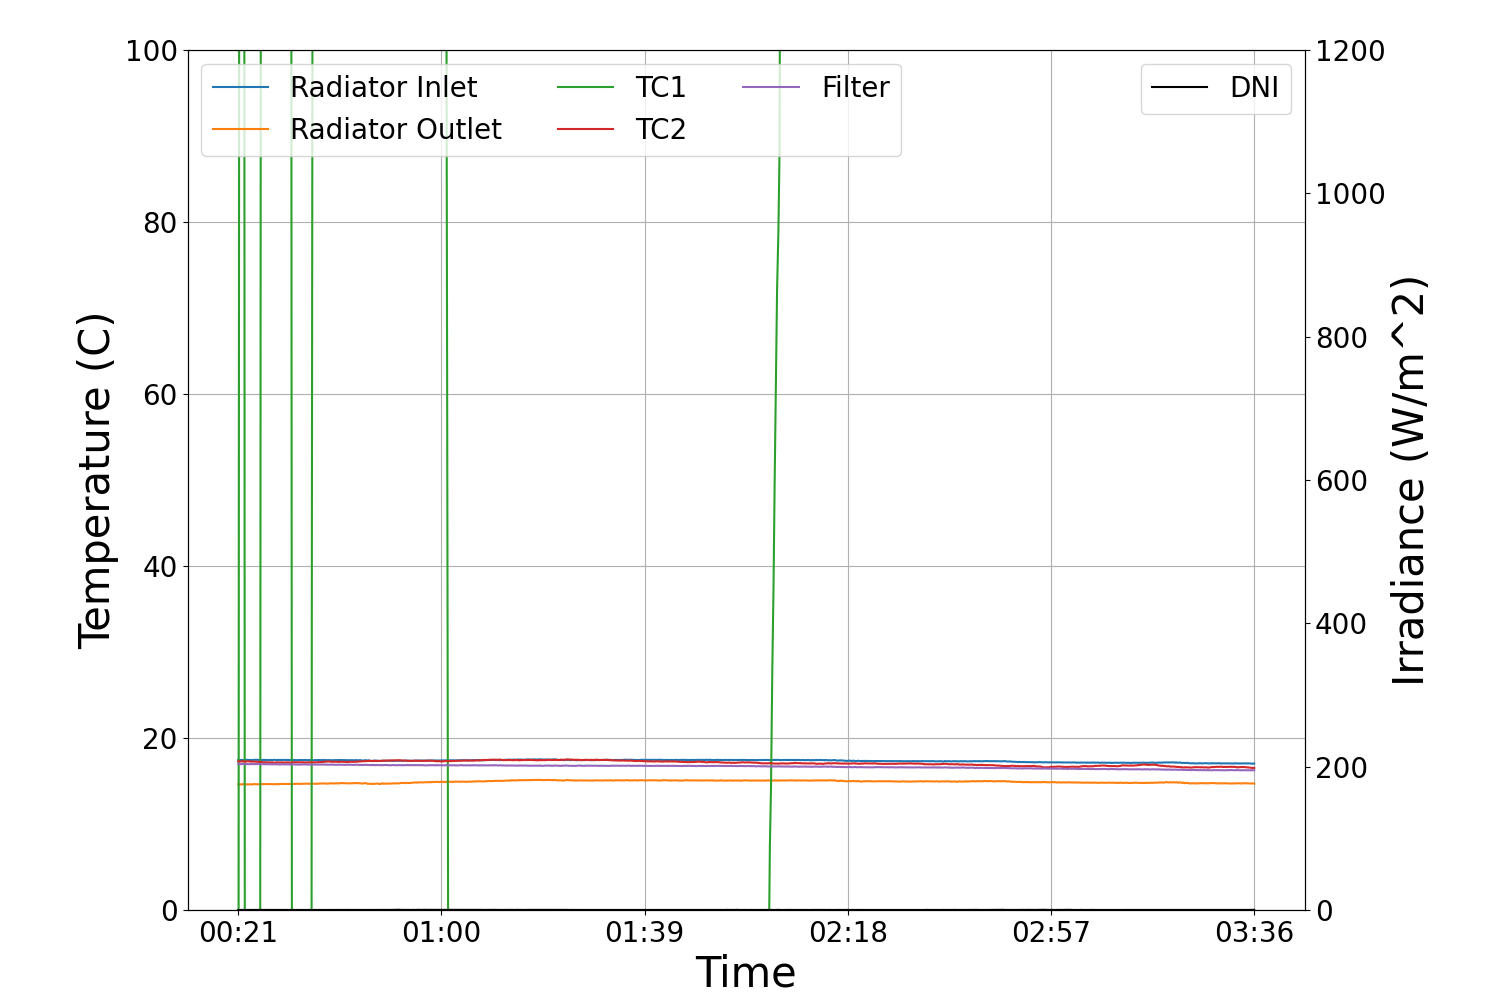 100
80
60
40
20
0
Temperature (C)
Radiator Inlet
Radiator Outlet
TC1
TC2
Filter
DNI
1200
1000
800
600
400
200
0
Irradiance (W/m^2)
00:21 01:00 01:39 02:18 02:57 03:36
Time